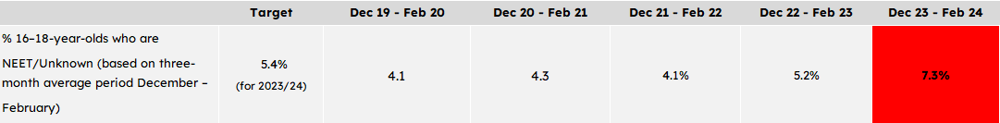 Target Dec 19 - Feb 20 Dec 20 - Feb 21 Dec 21 - Feb 22 Dec 22 - Feb 23 Dec 23 - Feb 24
% 16–18-year-olds who are
NEET/Unknown (based on three-
month average period December –
February)
5.4%
(for 2023/24)
4.1
4.3
4.1%
5.2%
7.3%